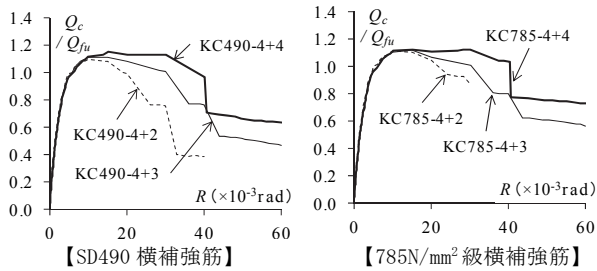 1.4
1.2
1.0
0.8
0.6
0.4
0.2
0.0
Qc
/Qfu
KC490-4+4
KC490-4+2
KC490-4+3
R (×10⁻³rad)
0 20 40 60
【SD490 横補強筋】
1.4
1.2
1.0
0.8
0.6
0.4
0.2
0.0
Qc
/Qfu
KC785-4+4
KC785-4+2
KC785-4+3
R (×10⁻³rad)
0 20 40 60
【785N/mm²級横補強筋】